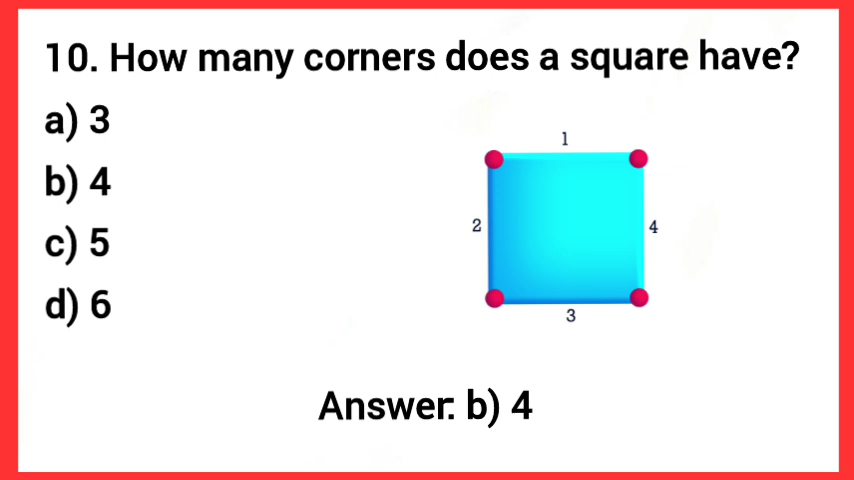 10. How many corners does a square have?
a) 3
b) 4
c) 5
d) 6
1
2
4
3
Answer: b) 4